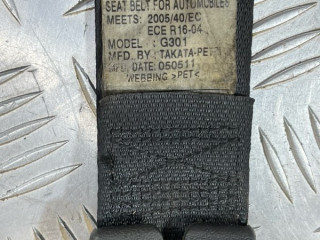 SEAT BELT FOR AUTOMOBILES
MEETS: 2005/40/EC
ECE R16-04
MODEL : G301
MFD. BY: TAKATA-PETRI
MFD. DATE: 050511
WEBBING >PET<